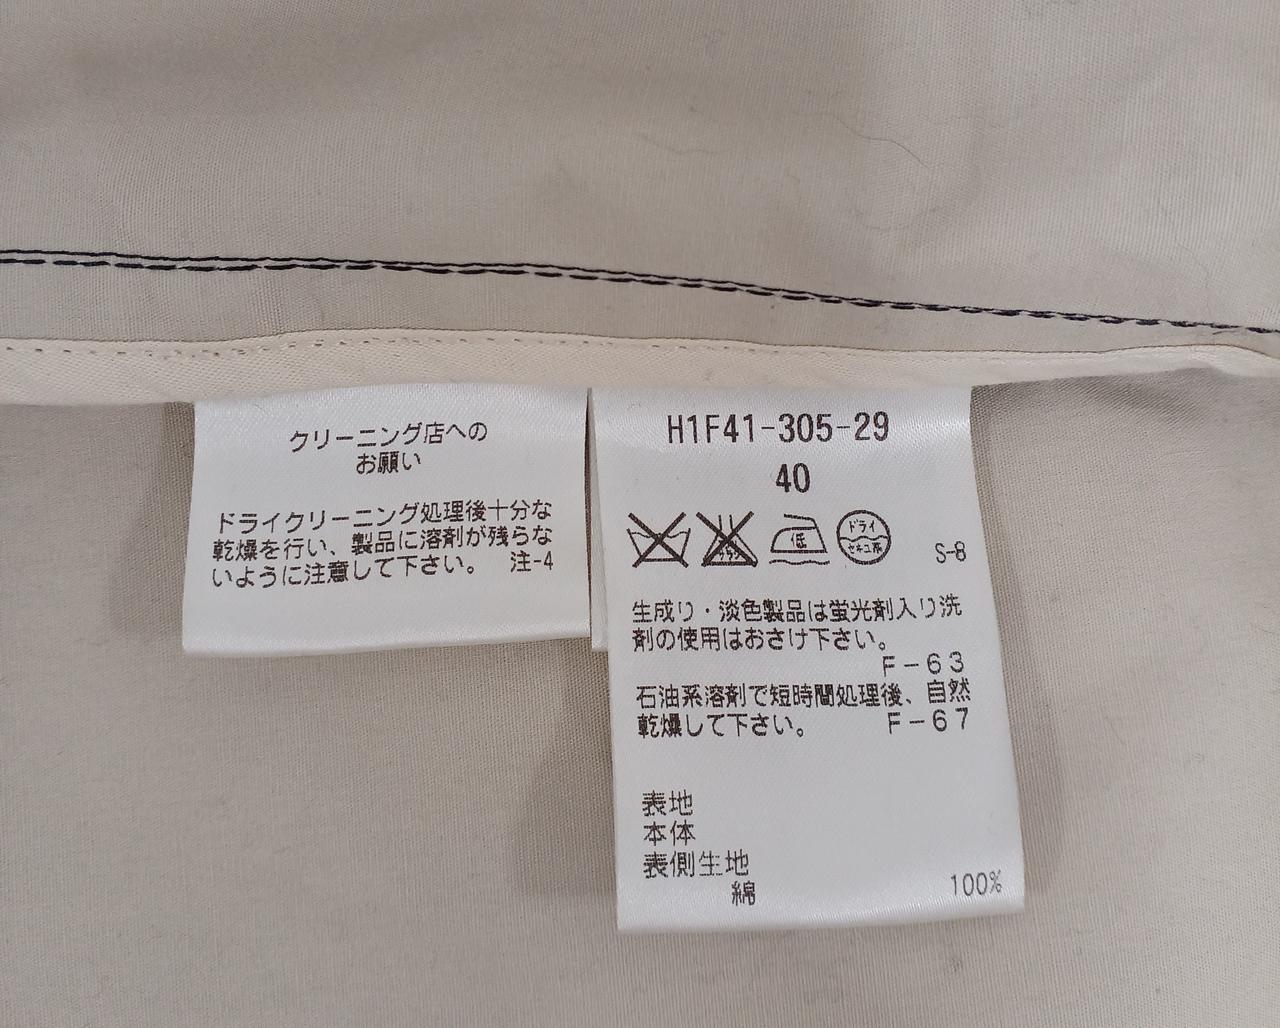 クリーニング店への
お願い
ドライクリーニング処理後十分な
乾燥を行い、製品に溶剤が残らな
いように注意して下さい。 注-4
H1F41-305-29
40
エンソサラシ
低
ドライ
セキユ系
S-8
生成り・淡色製品は蛍光剤入り洗
剤の使用はおさけ下さい。
F-63
石油系溶剤で短時間処理後、自然
乾燥して下さい。 F-67
表地
本体
表側生地
綿 100%